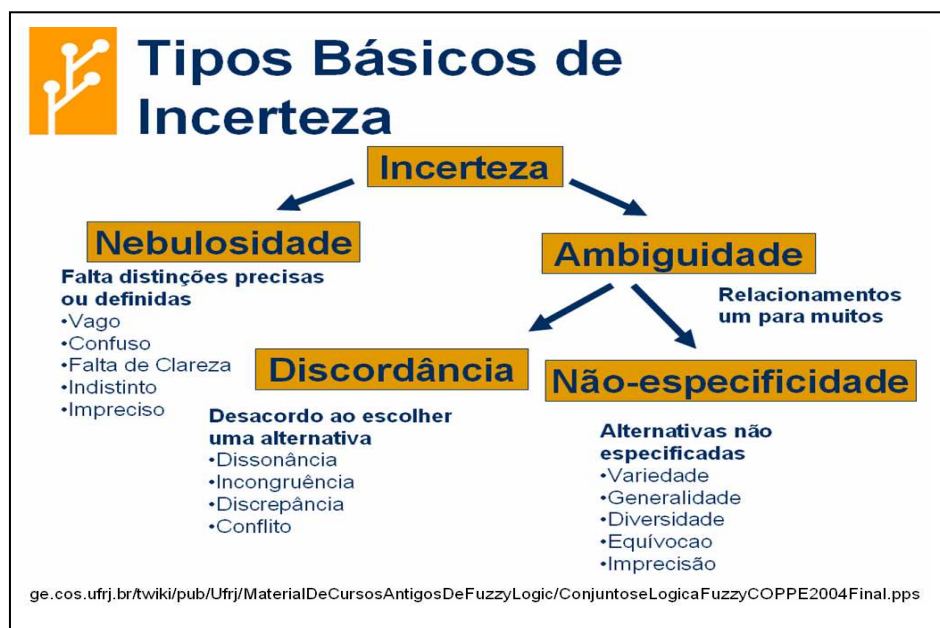 Tipos Básicos de
Incerteza
Incerteza
Nebulosidade
Falta distinções precisas
ou definidas
•Vago
•Confuso
•Falta de Clareza
•Indistinto
•Impreciso
Ambiguidade
Relacionamentos
um para muitos
Discordância
Desacordo ao escolher
uma alternativa
•Dissonância
•Incongruência
•Discrepância
•Conflito
Não-especificidade
Alternativas não
especificadas
•Variedade
•Generalidade
•Diversidade
•Equívocao
•Imprecisão
ge.cos.ufrj.br/twiki/pub/Ufrj/MaterialDeCursosAntigosDeFuzzyLogic/ConjuntoseLogicaFuzzyCOPPE2004Final.pps